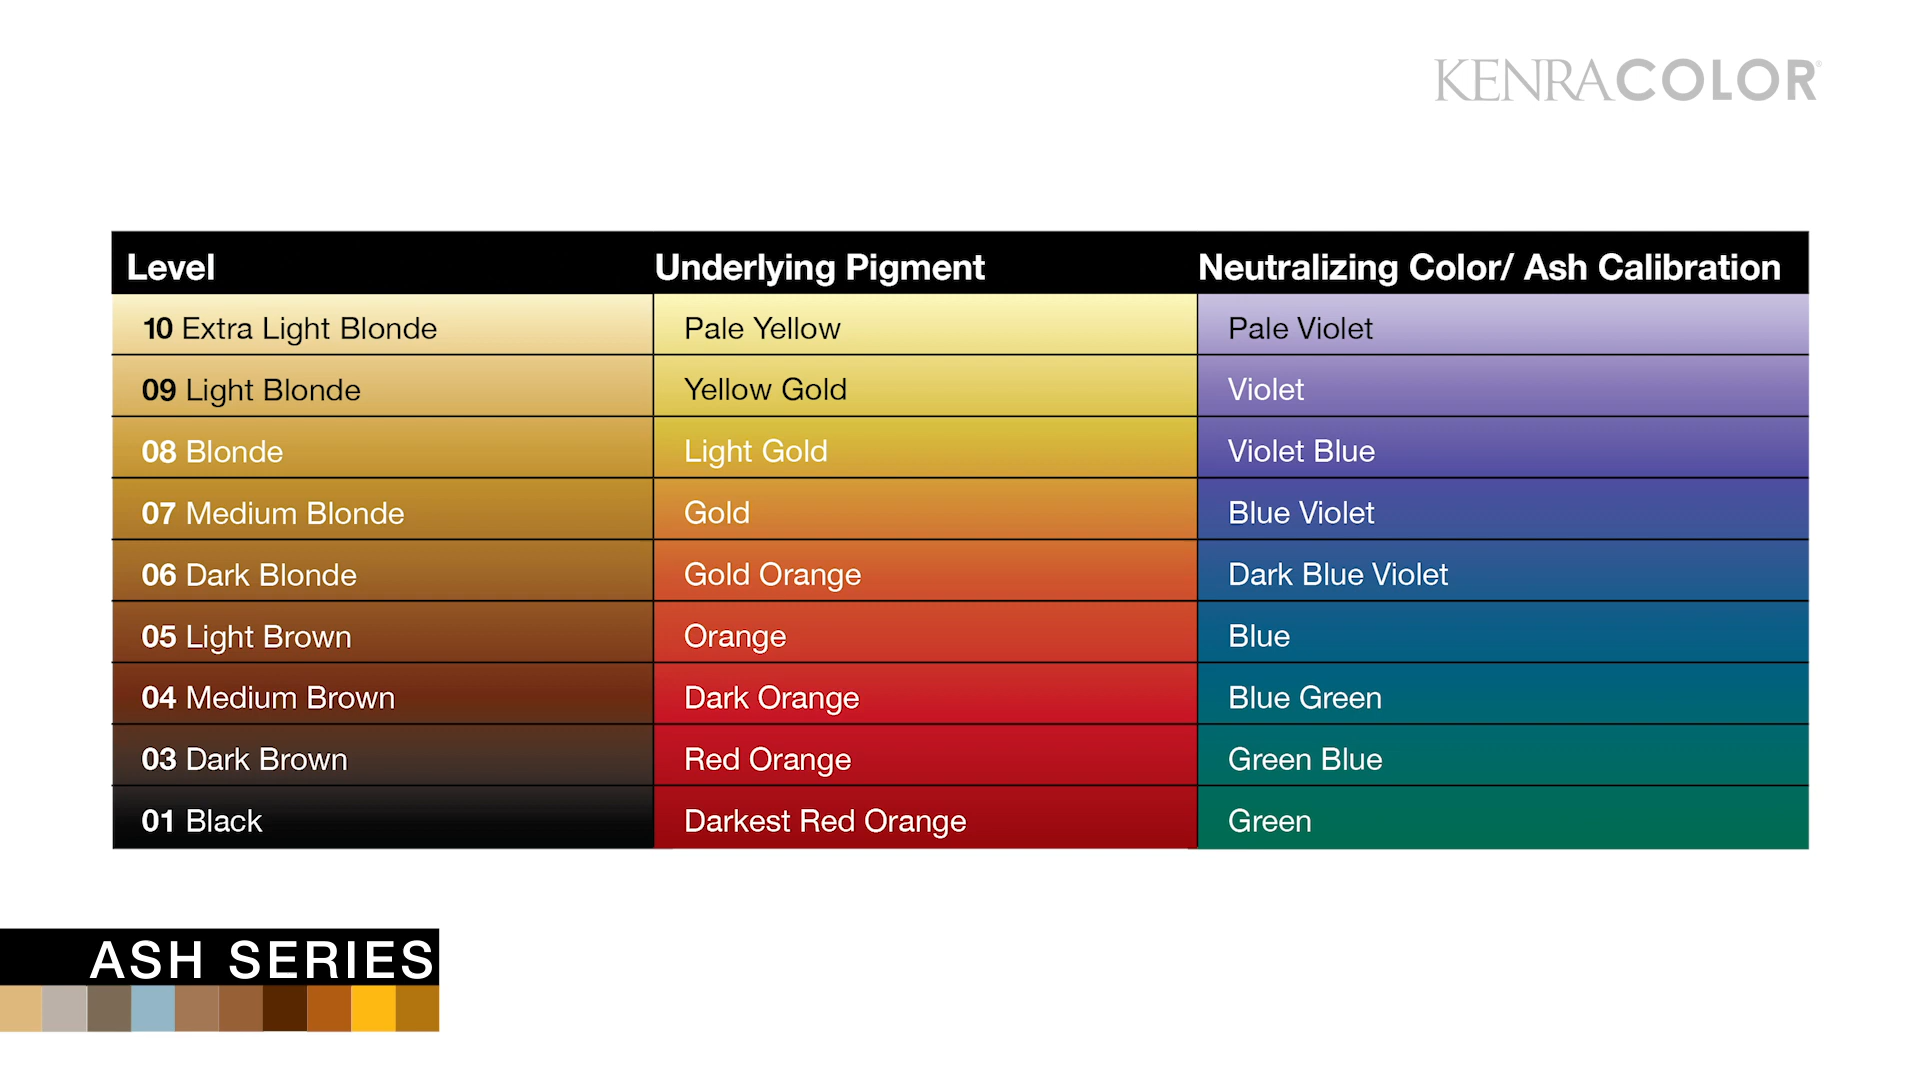 KENRACOLOR®
Level Underlying Pigment Neutralizing Color/ Ash Calibration
10 Extra Light Blonde Pale Yellow Pale Violet
09 Light Blonde Yellow Gold Violet
08 Blonde Light Gold Violet Blue
07 Medium Blonde Gold Blue Violet
06 Dark Blonde Gold Orange Dark Blue Violet
05 Light Brown Orange Blue
04 Medium Brown Dark Orange Blue Green
03 Dark Brown Red Orange Green Blue
01 Black Darkest Red Orange Green
ASH SERIES